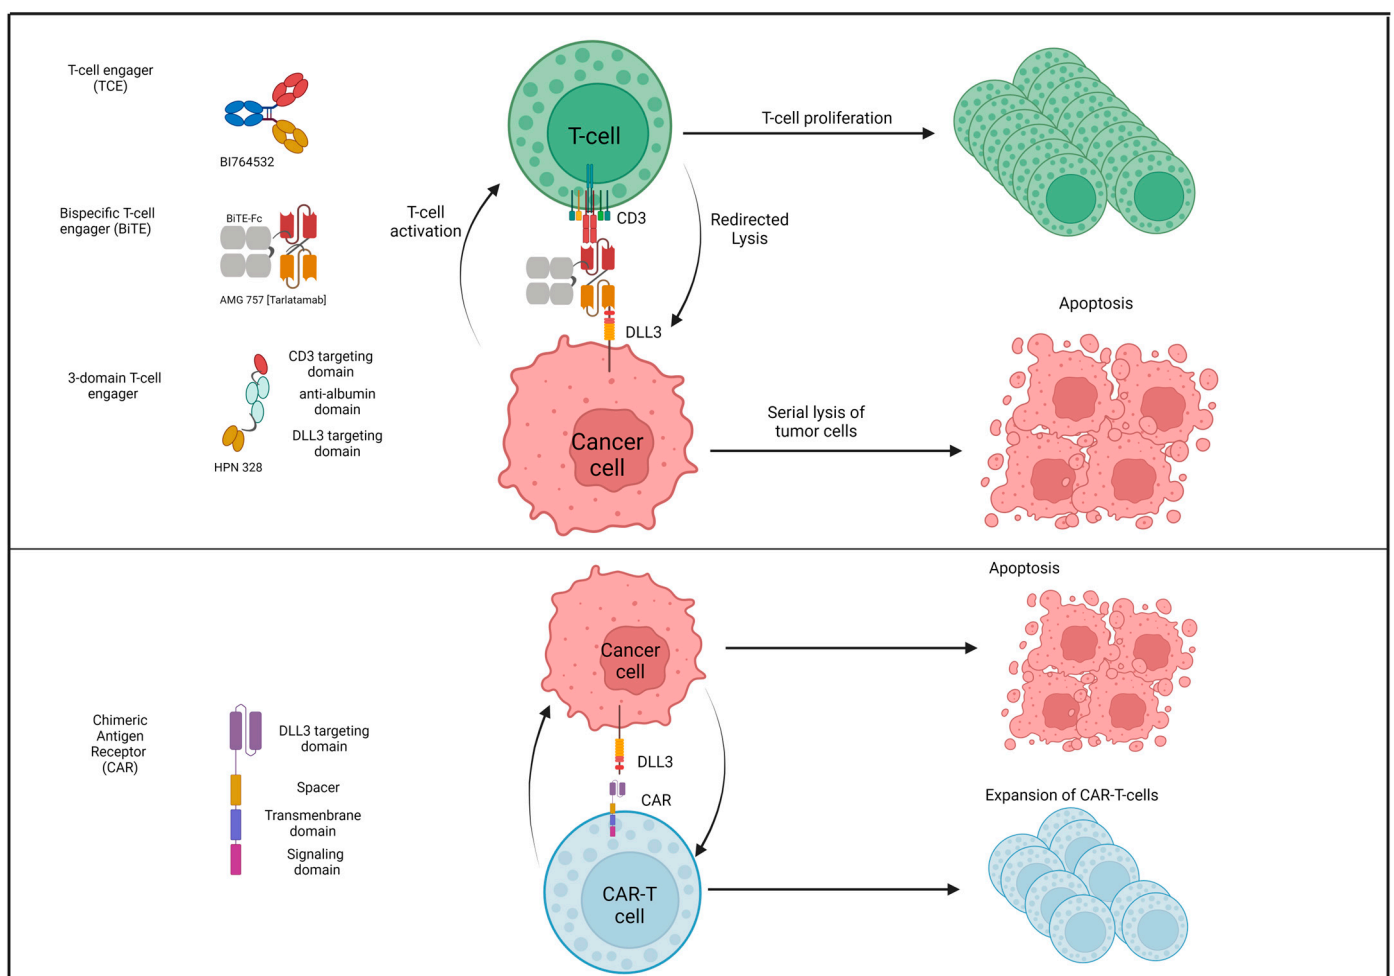 T-cell engager
(TCE)
BI764532
Bispecific T-cell
engager (BiTE)
BiTE-Fc
AMG 757 [Tarlatamab]
3-domain T-cell
engager
CD3 targeting
domain
anti-albumin
domain
DLL3 targeting
domain
HPN 328
T-cell
activation
T-cell
CD3
Redirected
Lysis
DLL3
Cancer
cell
T-cell proliferation
Apoptosis
Serial lysis of
tumor cells
Chimeric
Antigen
Receptor
(CAR)
DLL3 targeting
domain
Spacer
Transmenbrane
domain
Signaling
domain
Cancer
cell
DLL3
CAR
CAR-T
cell
Apoptosis
Expansion of CAR-T-cells